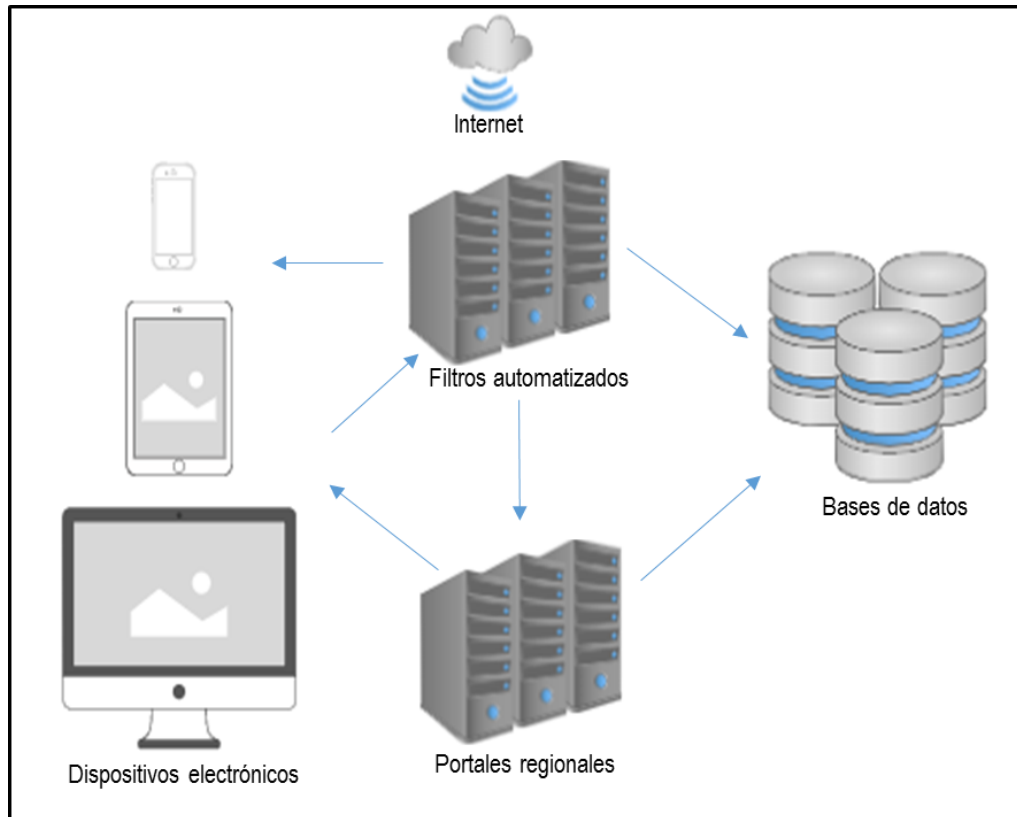 Internet
Filtros automatizados
Bases de datos
Dispositivos electrónicos
Portales regionales